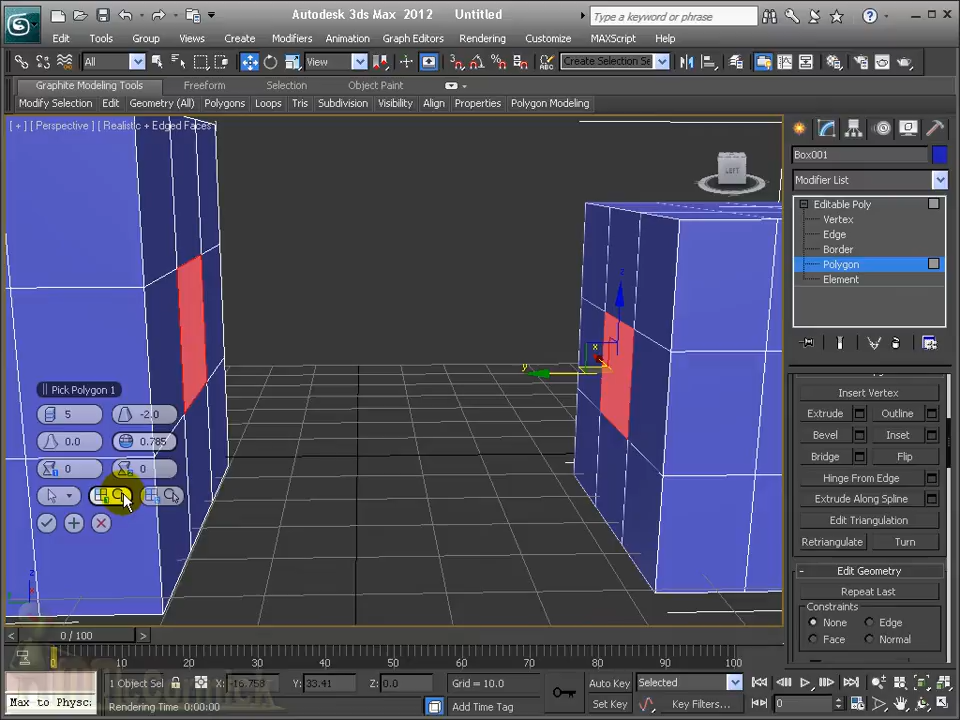 Autodesk 3ds Max 2012 Untitled
Type a keyword or phrase
Edit Tools Group Views Create Modifiers Animation Graph Editors Rendering Customize MAXScript Help
All View Create Selection Se
Graphite Modeling Tools Freeform Selection Object Paint
Modify Selection Edit Geometry (All) Polygons Loops Tris Subdivision Visibility Align Properties Polygon Modeling
[ + ] [ Perspective ] [ Realistic + Edged Faces ]
LEFT
Box001
Modifier List
Editable Poly
Vertex
Edge
Border
Polygon
Element
z
x
y
Pick Polygon 1
5 -2.0
0.0 0.785
0 0
Insert Vertex
Extrude Outline
Bevel Inset
Bridge Flip
Hinge From Edge
Extrude Along Spline
Edit Triangulation
Retriangulate Turn
- Edit Geometry
Repeat Last
Constraints
None Edge
Face Normal
z
< 0 / 100 >
0 10 20 30 40 50 60 70 80 90 100
1 Object Sel X: -16.758 Y: 33.41 Z: 0.0 Grid = 10.0 Auto Key Selected
Max to Physc: Rendering Time 0:00:00 Add Time Tag Set Key Key Filters... 0